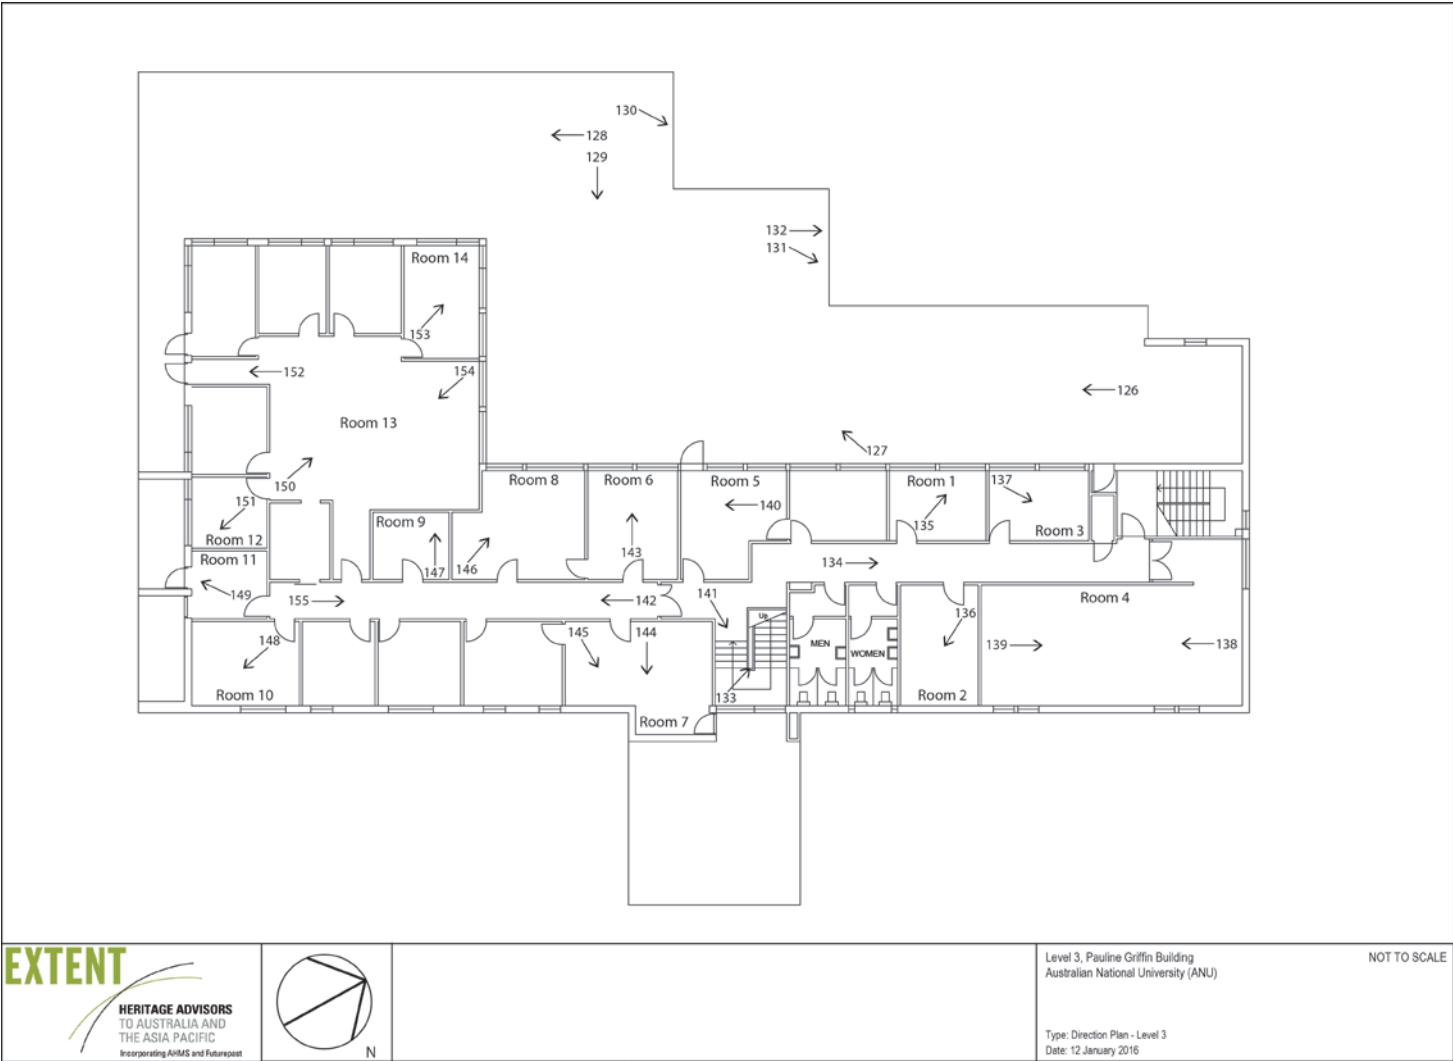 130
128
129
132
131
Room 14
153
152
154
126
Room 13
127
150
151
Room 8
Room 6
Room 5
Room 1
137
140
135
Room 3
Room 9
Room 12
143
147
146
134
Room 11
149
155
142
141
Room 4
136
Up
148
145
144
MEN
WOMEN
139
138
Room 10
133
Room 2
Room 7
EXTENT
HERITAGE ADVISORS
TO AUSTRALIA AND
THE ASIA PACIFIC
Incorporating AHMS and Futurepast
N
Level 3, Pauline Griffin Building
Australian National University (ANU)
NOT TO SCALE
Type: Direction Plan - Level 3
Date: 12 January 2016